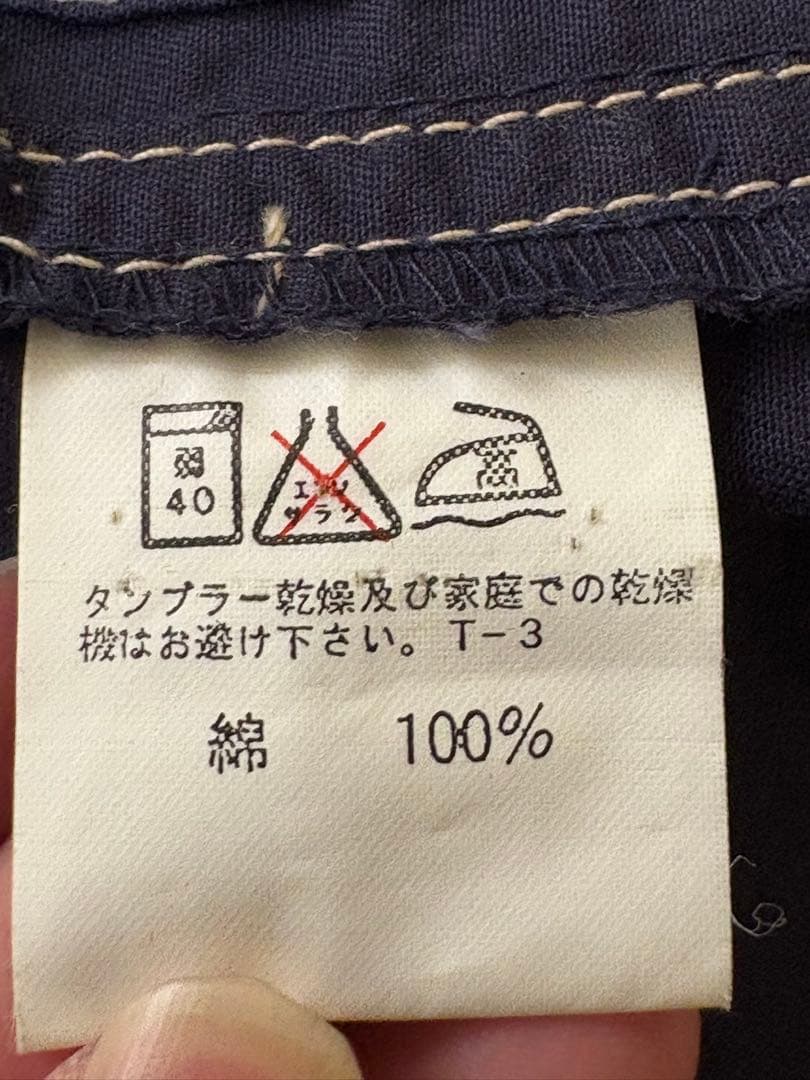 弱
40
エンソ
サラシ
高
タンブラー乾燥及び家庭での乾燥
機はお避け下さい。T-3
綿 100%